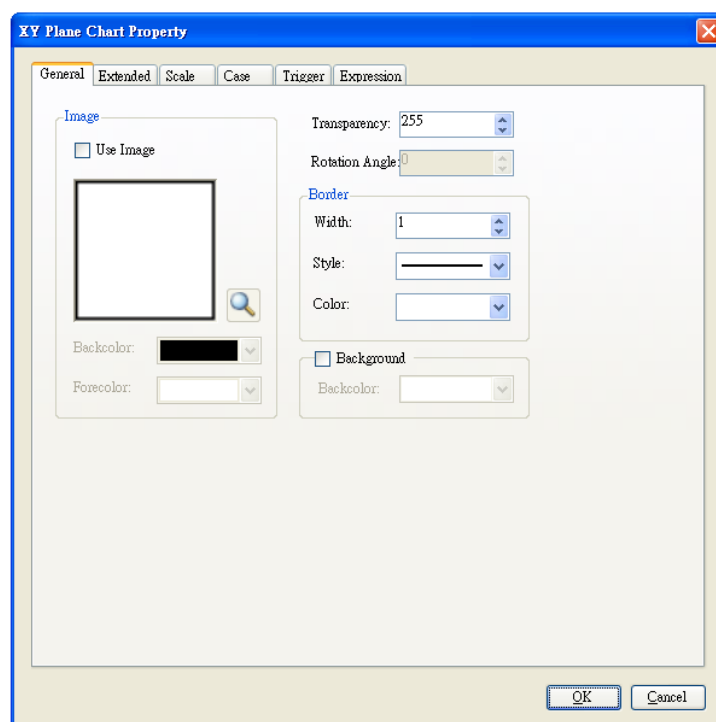 XY Plane Chart Property
General Extended Scale Case Trigger Expression
Image
Use Image
Backcolor:
Forecolor:
Transparency: 255
Rotation Angle: 0
Border
Width: 1
Style:
Color:
Background
Backcolor:
OK Cancel